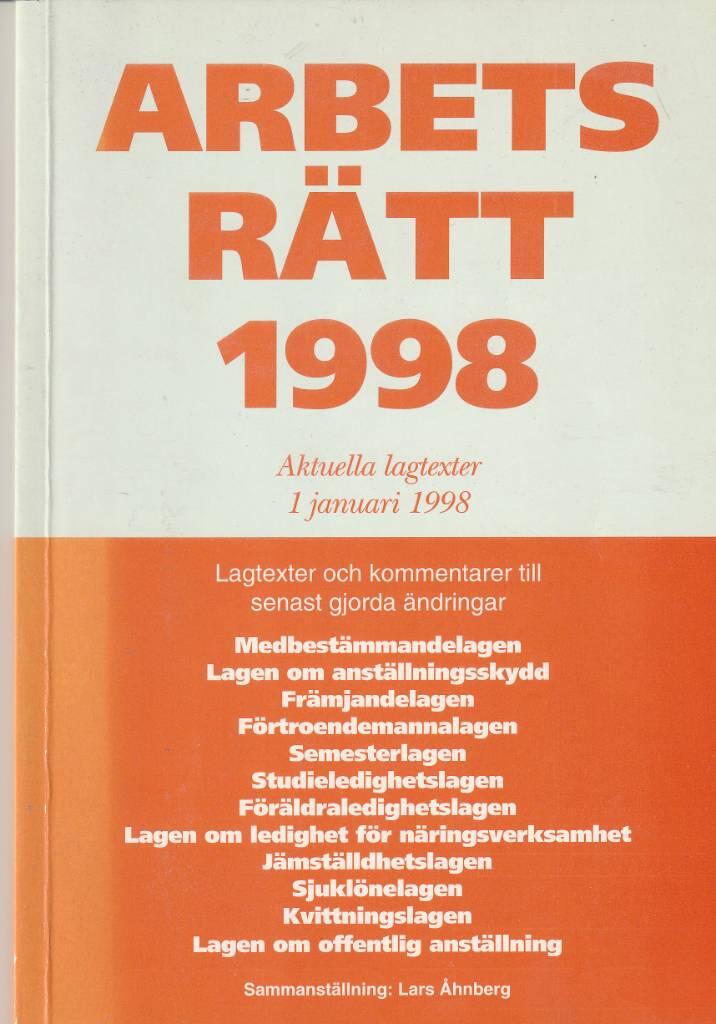 ARBETS
RÄTT
1998
Aktuella lagtexter
1 januari 1998
Lagtexter och kommentarer till
senast gjorda ändringar
Medbestämmandelagen
Lagen om anställningsskydd
Främjandelagen
Förtroendemannalagen
Semesterlagen
Studieledighetslagen
Föräldraledighetslagen
Lagen om ledighet för näringsverksamhet
Jämställdhetslagen
Sjuklönelagen
Kvittningslagen
Lagen om offentlig anställning
Sammanställning: Lars Åhnberg